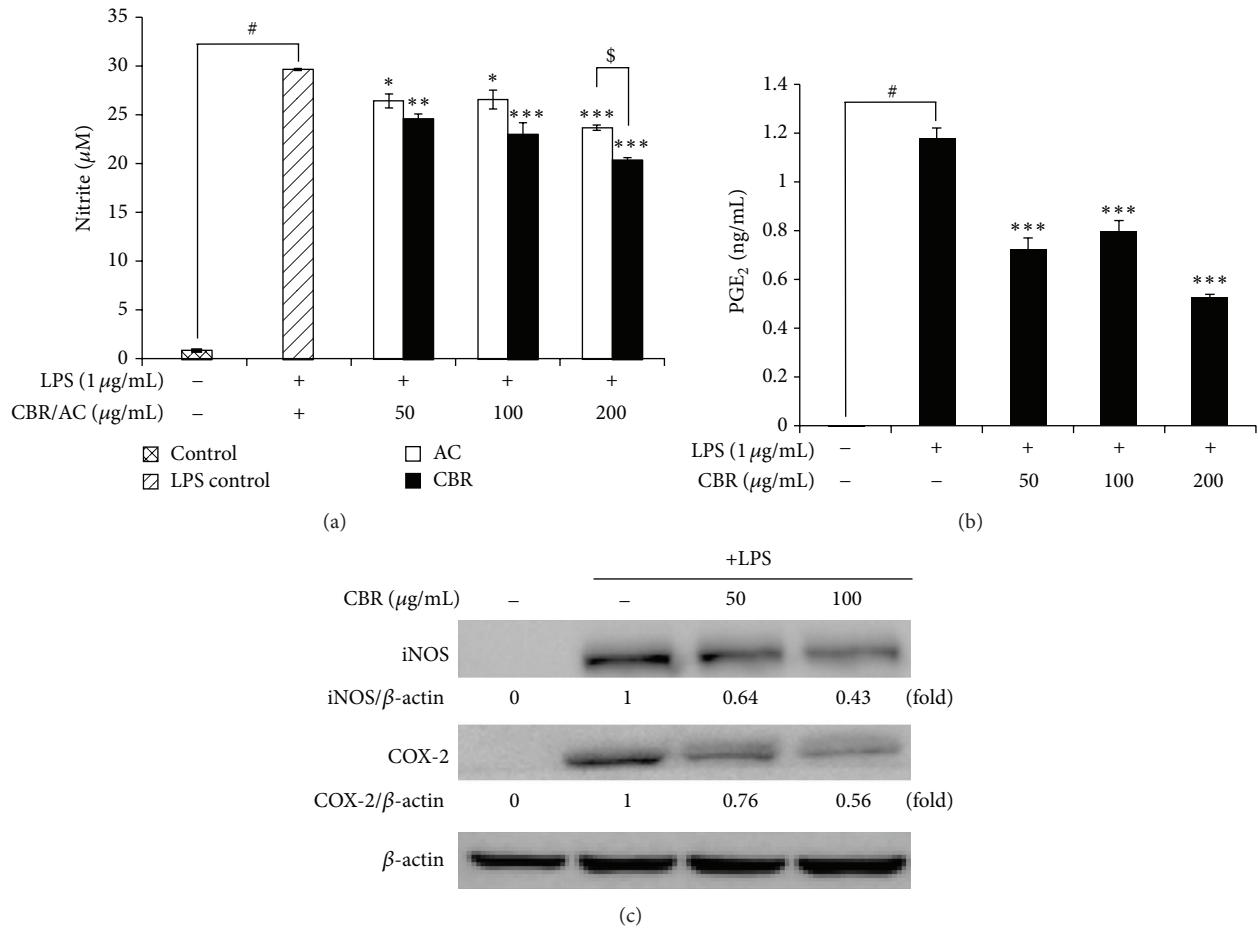 35
30
25
20
15
10
5
0
Nitrite (μM)
#
*
**
*
***
$
***
***
LPS (1 μg/mL) − + + + +
CBR/AC (μg/mL) − + 50 100 200
Control
LPS control
AC
CBR
(a)
1.4
1.2
1
0.8
0.6
0.4
1.2
0
PGE₂ (ng/mL)
#
***
***
***
LPS (1 μg/mL) − + + + +
CBR (μg/mL) − − 50 100 200
(b)
+LPS
CBR (μg/mL) − − 50 100
iNOS
iNOS/β-actin 0 1 0.64 0.43 (fold)
COX-2
COX-2/β-actin 0 1 0.76 0.56 (fold)
β-actin
(c)